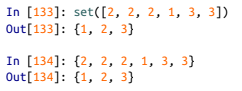 In [133]: set([2, 2, 2, 1, 3, 3])
Out[133]: {1, 2, 3}
In [134]: {2, 2, 2, 1, 3, 3}
Out[134]: {1, 2, 3}